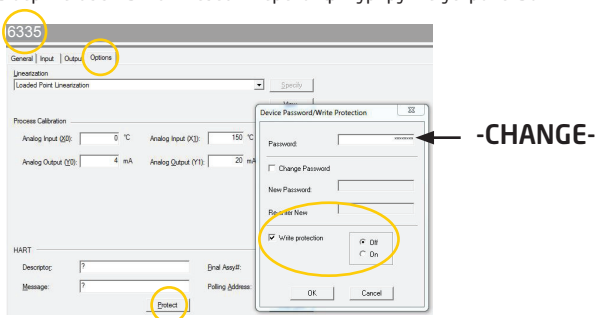 6335
General Input Output Options
Linearization
Loaded Point Linearization Specify
Process Calibration
Analog Input (X0): 0 °C Analog Input (X1): 150 °C
Analog Output (Y0): 4 mA Analog Output (Y1): 20 mA
HART
Descriptor: ? Final Assy#:
Message: ? Polling Address:
Protect
Device Password/Write Protection
Password: ******** -CHANGE-
Change Password
New Password:
Re-enter New
Write protection Off
On
OK Cancel